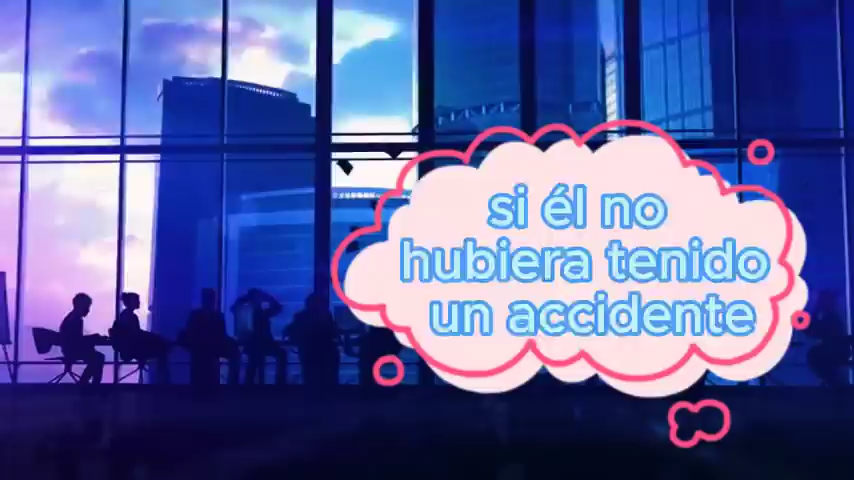 si él no
hubiera tenido
un accidente